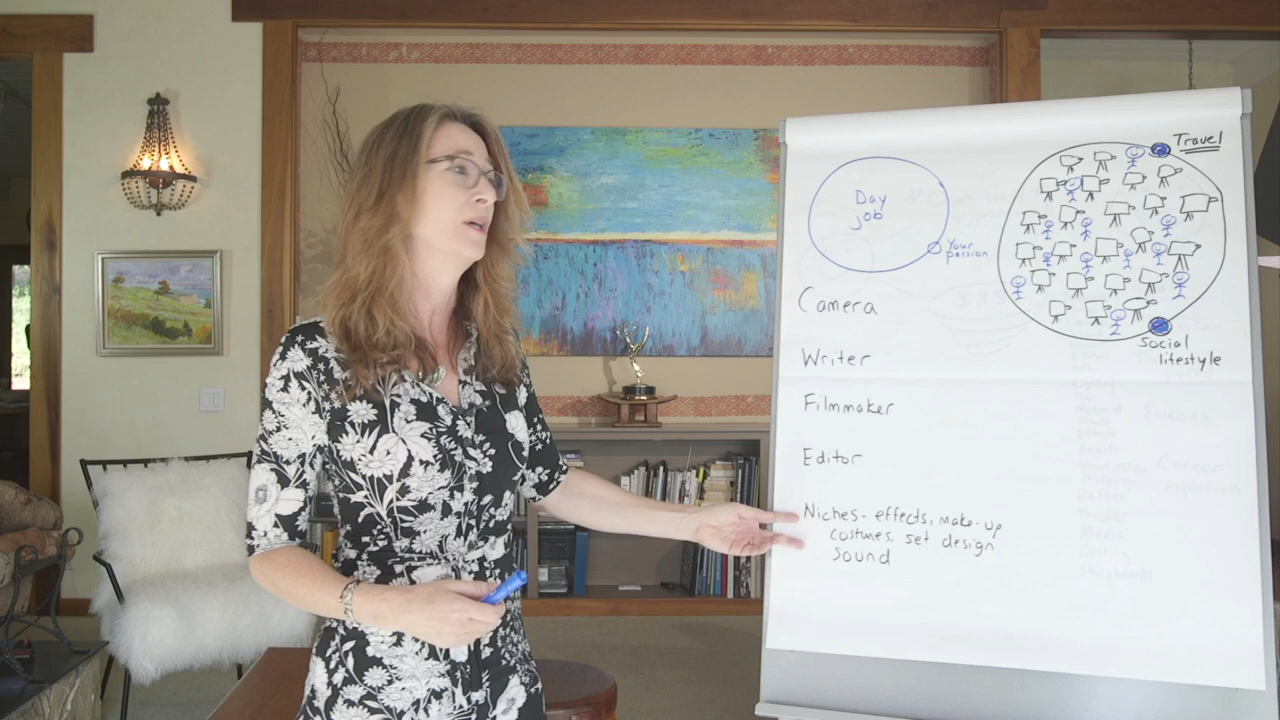 Day
job
Your
passion
Travel
Social
lifestyle
Camera
Writer
Filmmaker
Editor
Niches- effects, make-up
costumes, set design
sound